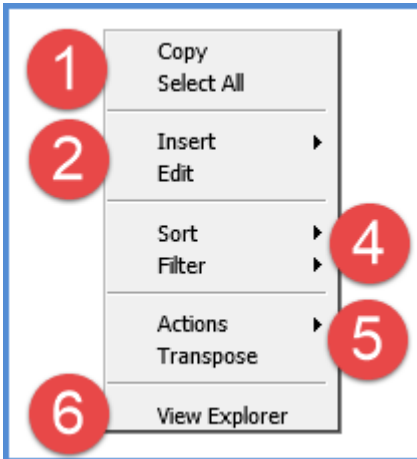 1
Copy
Select All
2
Insert
Edit
Sort
4
Filter
Actions
5
Transpose
6
View Explorer